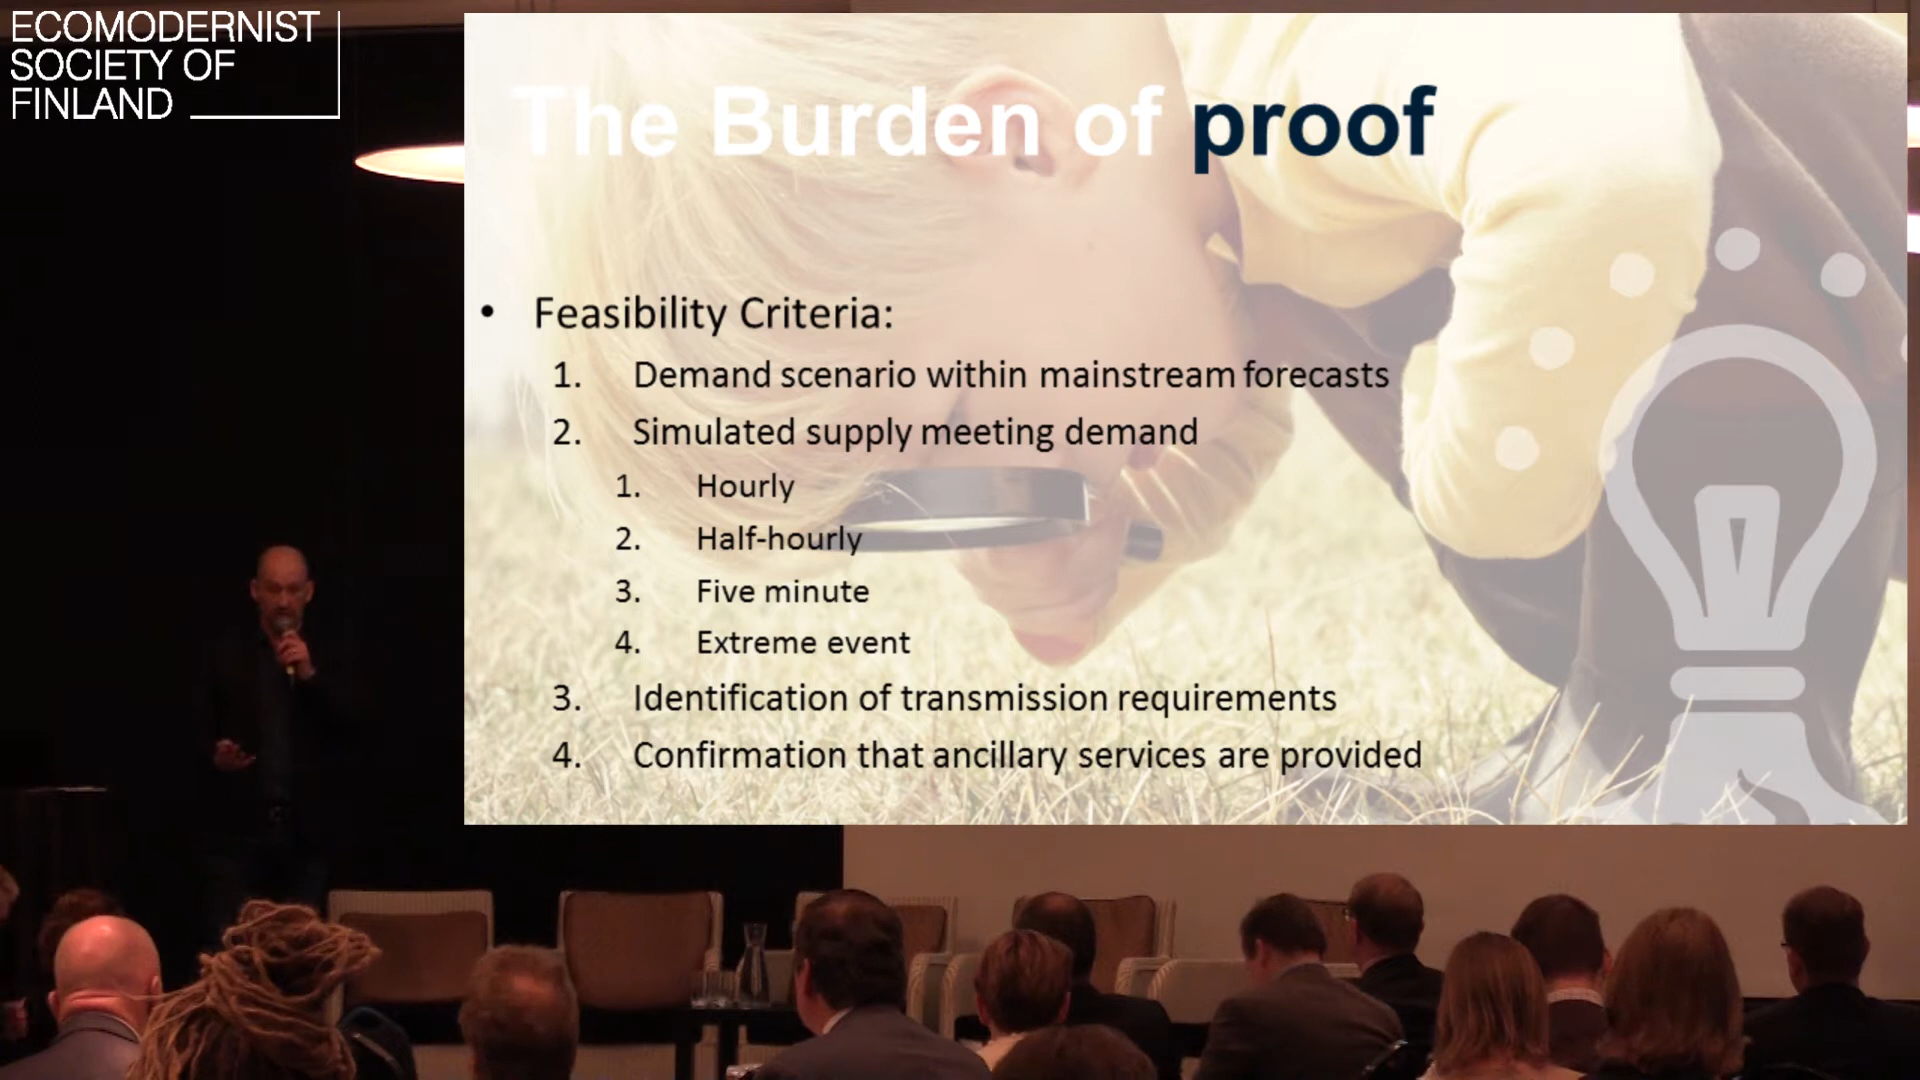 ECOMODERNIST
SOCIETY OF
FINLAND
The Burden of proof
• Feasibility Criteria:
1. Demand scenario within mainstream forecasts
2. Simulated supply meeting demand
1. Hourly
2. Half-hourly
3. Five minute
4. Extreme event
3. Identification of transmission requirements
4. Confirmation that ancillary services are provided